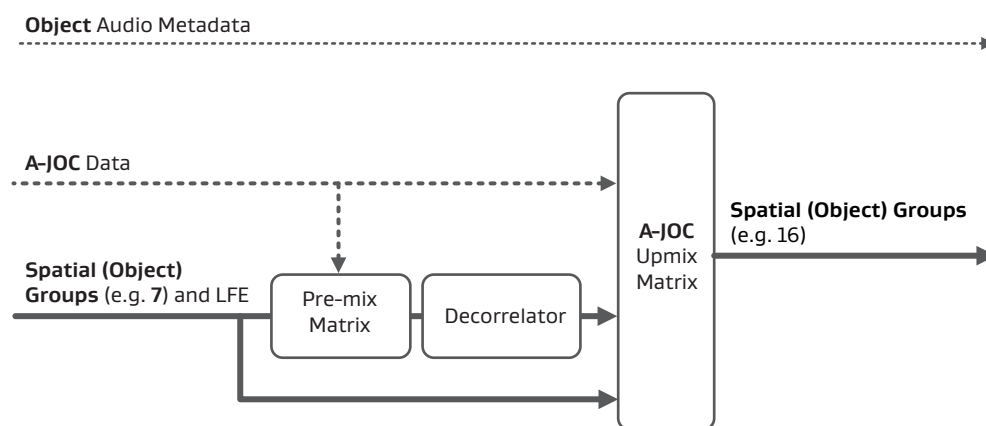 Object Audio Metadata
A-JOC Data
Spatial (Object)
Groups (e.g. 7) and LFE
Pre-mix
Matrix
Decorrelator
A-JOC
Upmix
Matrix
Spatial (Object) Groups
(e.g. 16)